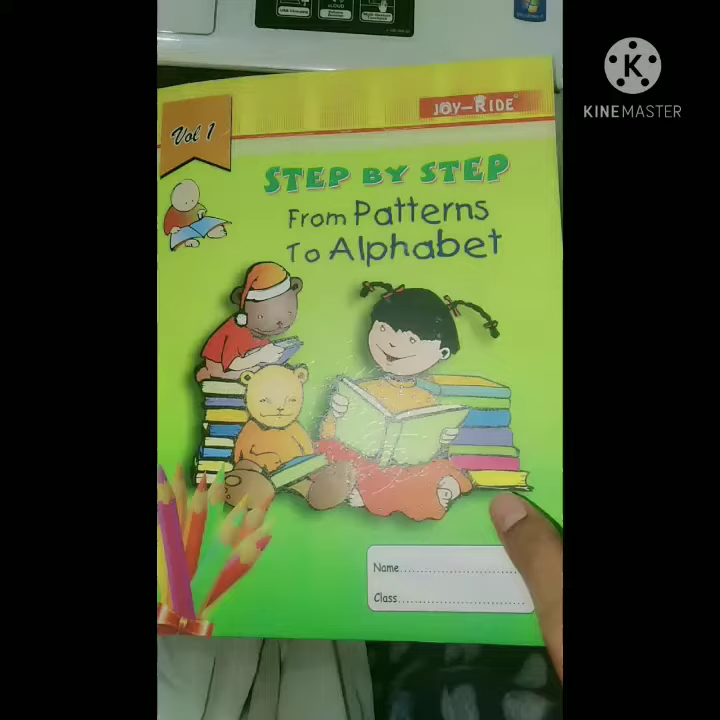 KINEMASTER
JOY-RIDE
Vol 1
STEP BY STEP
From Patterns
To Alphabet
Name
Class